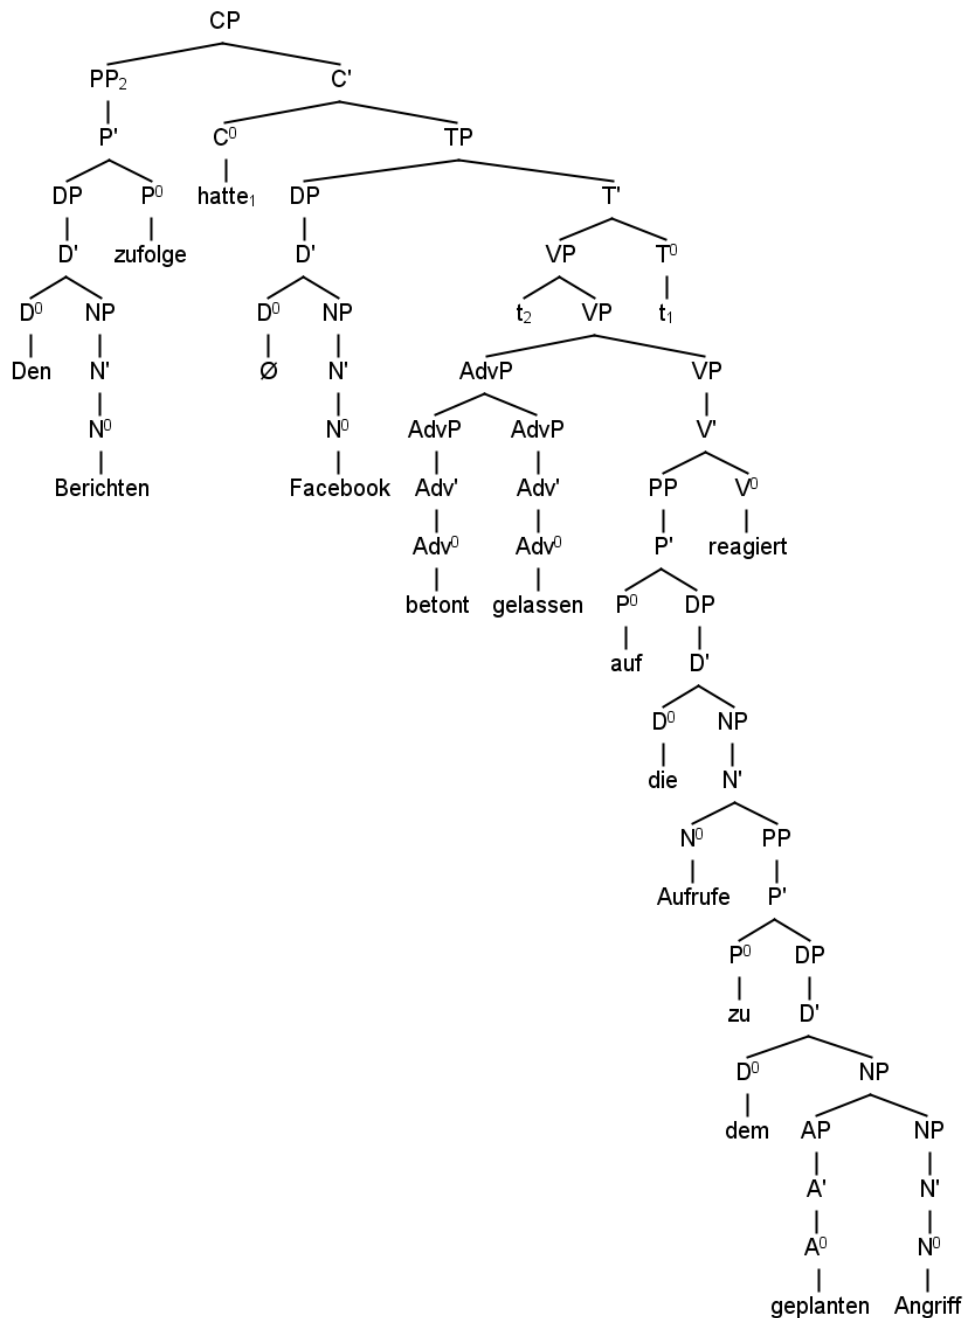 CP
PP₂ C'
P' C⁰ TP
DP P⁰ hatte₁ DP T'
D' zufolge D' VP T⁰
D⁰ NP D⁰ NP t₂ VP t₁
Den N' Ø N' AdvP VP
N⁰ N⁰ AdvP AdvP V'
Berichten Facebook Adv' Adv' PP V⁰
Adv⁰ Adv⁰ P' reagiert
betont gelassen P⁰ DP
auf D'
D⁰ NP
die N'
N⁰ PP
Aufrufe P'
P⁰ DP
zu D'
D⁰ NP
dem AP NP
A' N'
A⁰ N⁰
geplanten Angriff